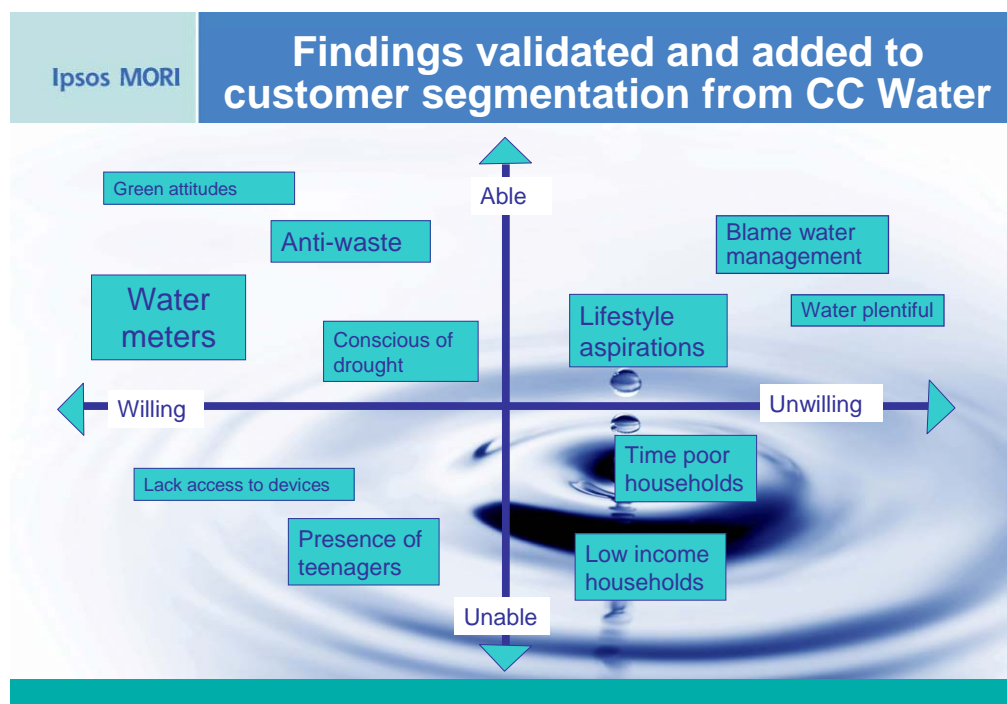 Ipsos MORI
Findings validated and added to
customer segmentation from CC Water
Green attitudes
Able
Anti-waste
Blame water
management
Water
meters
Water plentiful
Lifestyle
aspirations
Conscious of
drought
Willing
Unwilling
Time poor
households
Lack access to devices
Presence of
teenagers
Low income
households
Unable